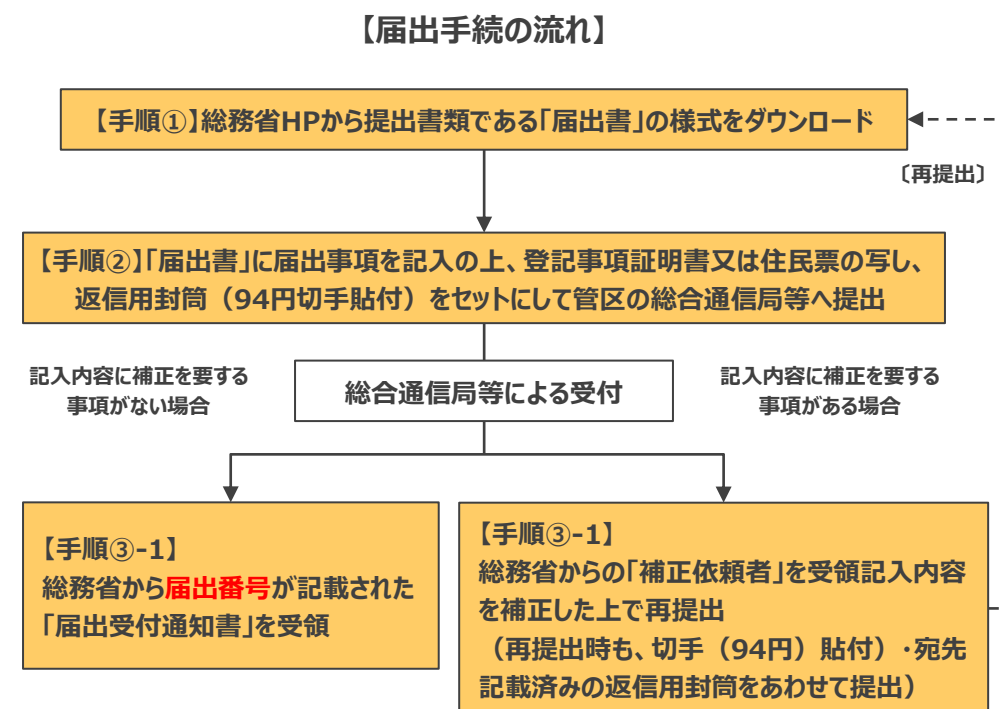 【届出手続の流れ】
【手順①】総務省HPから提出書類である「届出書」の様式をダウンロード
〔再提出〕
【手順②】「届出書」に届出事項を記入の上、登記事項証明書又は住民票の写し、
返信用封筒（94円切手貼付）をセットにして管区の総合通信局等へ提出
記入内容に補正を要する
事項がない場合
総合通信局等による受付
記入内容に補正を要する
事項がある場合
【手順③-1】
総務省から届出番号が記載された
「届出受付通知書」を受領
【手順③-1】
総務省からの「補正依頼者」を受領記入内容
を補正した上で再提出
（再提出時も、切手（94円）貼付）・宛先
記載済みの返信用封筒をあわせて提出）